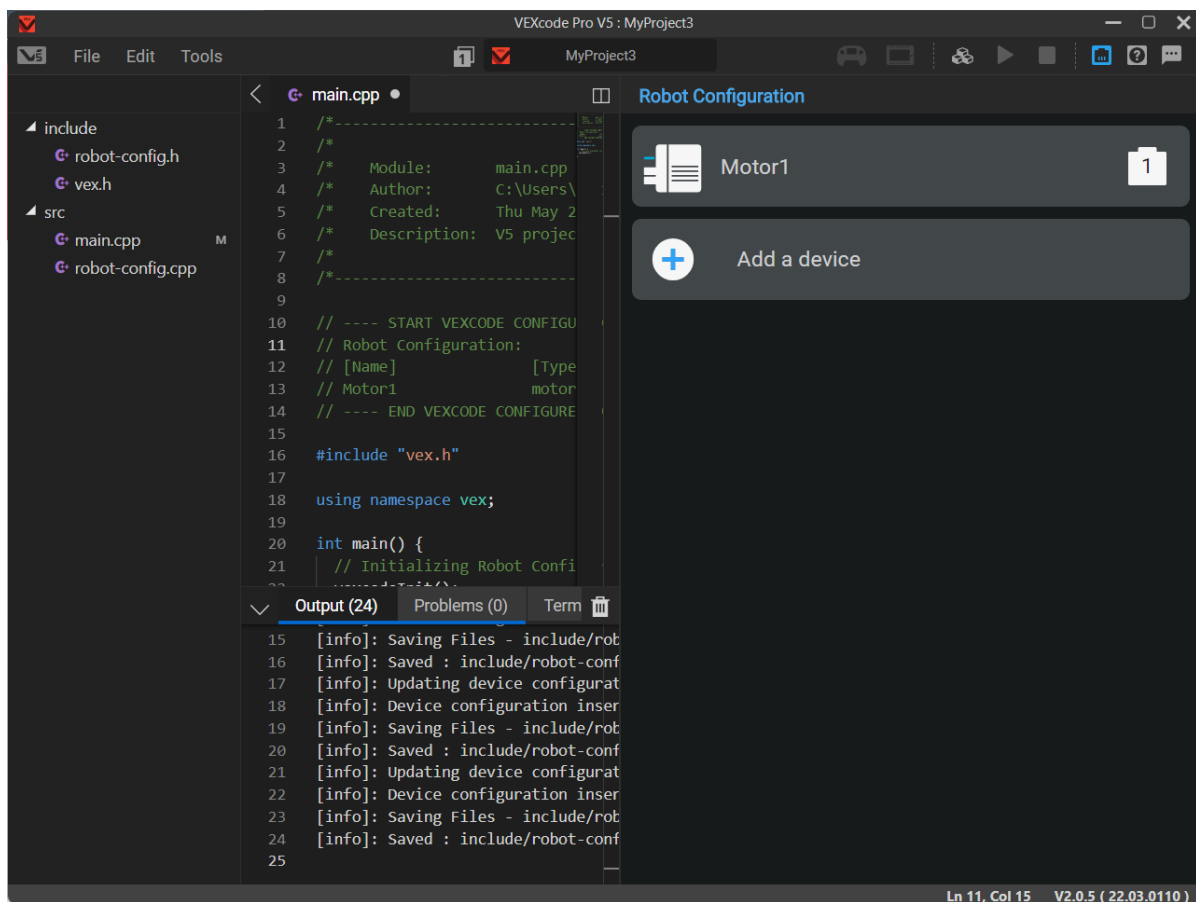 VEXcode Pro V5 : MyProject3
File Edit Tools
1 MyProject3
include
robot-config.h
vex.h
src
main.cpp M
robot-config.cpp
main.cpp
1 /*---------------------------
2 /*
3 /* Module: main.cpp
4 /* Author: C:\Users\
5 /* Created: Thu May 2
6 /* Description: V5 projec
7 /*
8 /*---------------------------
9
10 // ---- START VEXCODE CONFIGU
11 // Robot Configuration:
12 // [Name] [Type
13 // Motor1 motor
14 // ---- END VEXCODE CONFIGURE
15
16 #include "vex.h"
17
18 using namespace vex;
19
20 int main() {
21 // Initializing Robot Confi
Output (24) Problems (0) Term
15 [info]: Saving Files - include/rob
16 [info]: Saved : include/robot-conf
17 [info]: Updating device configurat
18 [info]: Device configuration inser
19 [info]: Saving Files - include/rob
20 [info]: Saved : include/robot-conf
21 [info]: Updating device configurat
22 [info]: Device configuration inser
23 [info]: Saving Files - include/rob
24 [info]: Saved : include/robot-conf
25
Robot Configuration
Motor1 1
Add a device
Ln 11, Col 15 V2.0.5 ( 22.03.0110 )